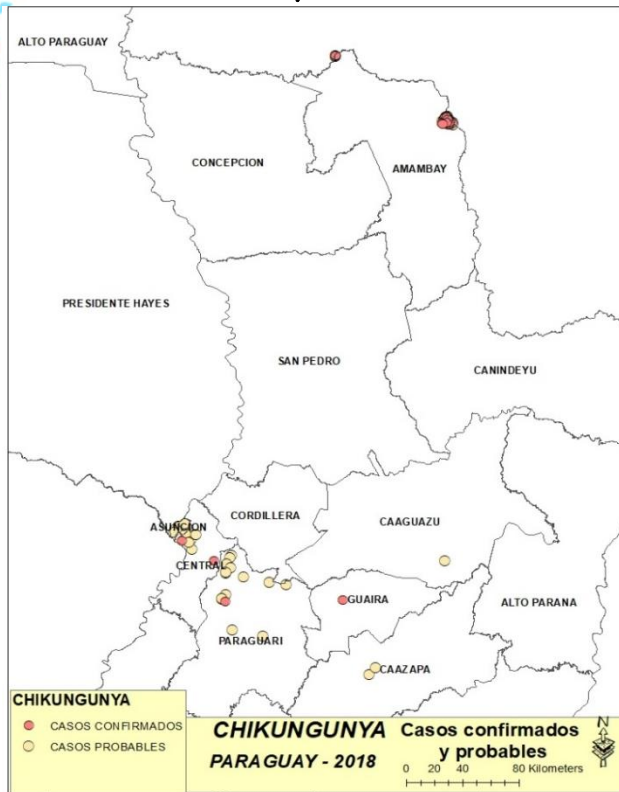 ALTO PARAGUAY
CONCEPCION
AMAMBAY
PRESIDENTE HAYES
SAN PEDRO
CANINDEYU
CORDILLERA
ASUNCION
CAAGUAZU
CENTRAL
GUAIRA
ALTO PARANA
PARAGUARI
CAAZAPA
CHIKUNGUNYA
CASOS CONFIRMADOS
CASOS PROBABLES
CHIKUNGUNYA
PARAGUAY - 2018
Casos confirmados
y probables
N
0 20 40 80 Kilometers